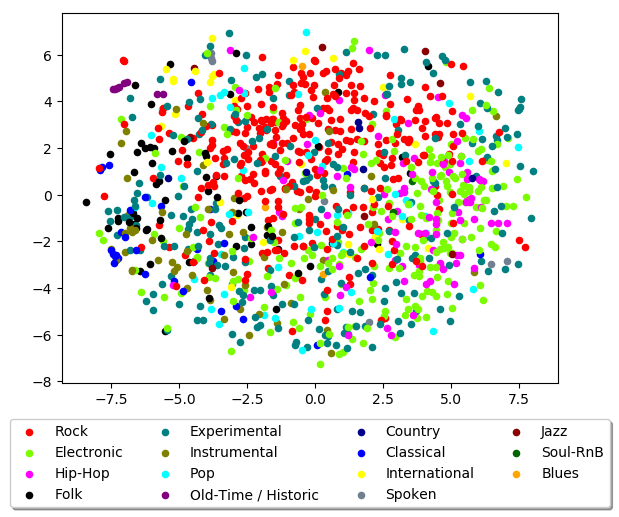 6
4
2
0
−2
−4
−6
−8
−7.5 −5.0 −2.5 0.0 2.5 5.0 7.5
Rock Experimental Country Jazz
Electronic Instrumental Classical Soul-RnB
Hip-Hop Pop International Blues
Folk Old-Time / Historic Spoken